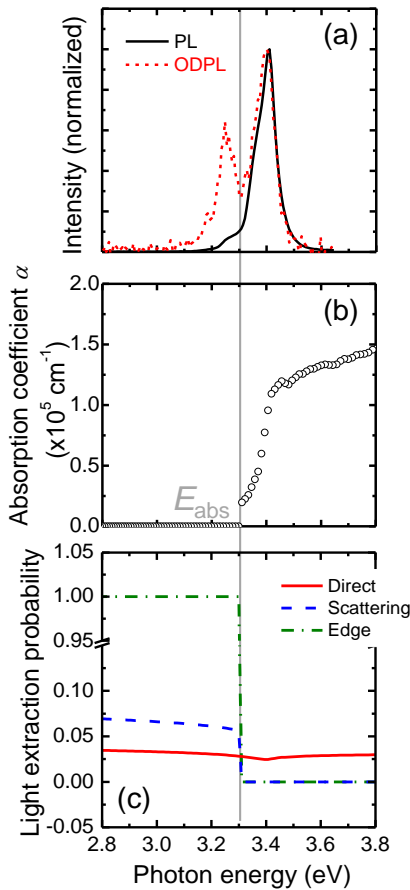 (a)
PL
ODPL
Intensity (normalized)
(b)
2.0
1.5
1.0
0.5
0.0
Absorption coefficient α
(x10⁵ cm⁻¹)
E_abs
1.05
1.00
0.95
0.10
0.05
0.00
-0.05
Direct
Scattering
Edge
Light extraction probability
(c)
2.8 3.0 3.2 3.4 3.6 3.8
Photon energy (eV)